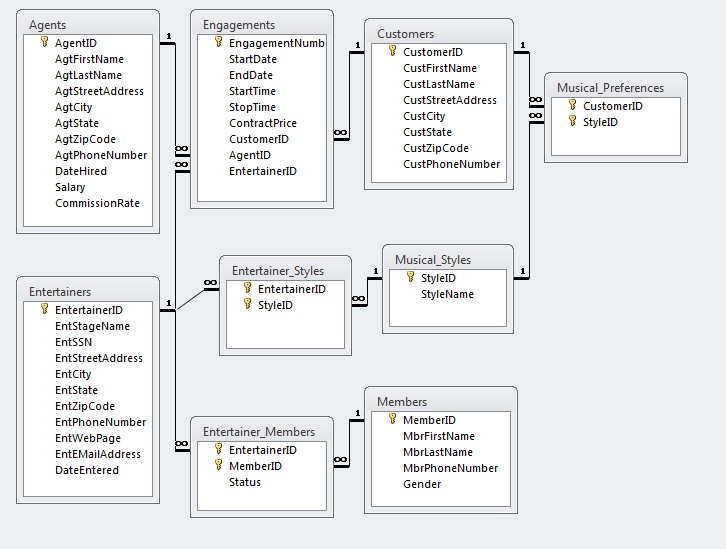 Agents
AgentID
AgtFirstName
AgtLastName
AgtStreetAddress
AgtCity
AgtState
AgtZipCode
AgtPhoneNumber
DateHired
Salary
CommissionRate
1
∞
∞
Engagements
EngagementNumb
StartDate
EndDate
StartTime
StopTime
ContractPrice
CustomerID
AgentID
EntertainerID
1
∞
Customers
CustomerID
CustFirstName
CustLastName
CustStreetAddress
CustCity
CustState
CustZipCode
CustPhoneNumber
1
∞
∞
Musical_Preferences
CustomerID
StyleID
Entertainers
EntertainerID
EntStageName
EntSSN
EntStreetAddress
EntCity
EntState
EntZipCode
EntPhoneNumber
EntWebPage
EntEMailAddress
DateEntered
1
∞
∞
Entertainer_Styles
EntertainerID
StyleID
1
∞
Musical_Styles
StyleID
StyleName
1
Entertainer_Members
EntertainerID
MemberID
Status
1
∞
Members
MemberID
MbrFirstName
MbrLastName
MbrPhoneNumber
Gender